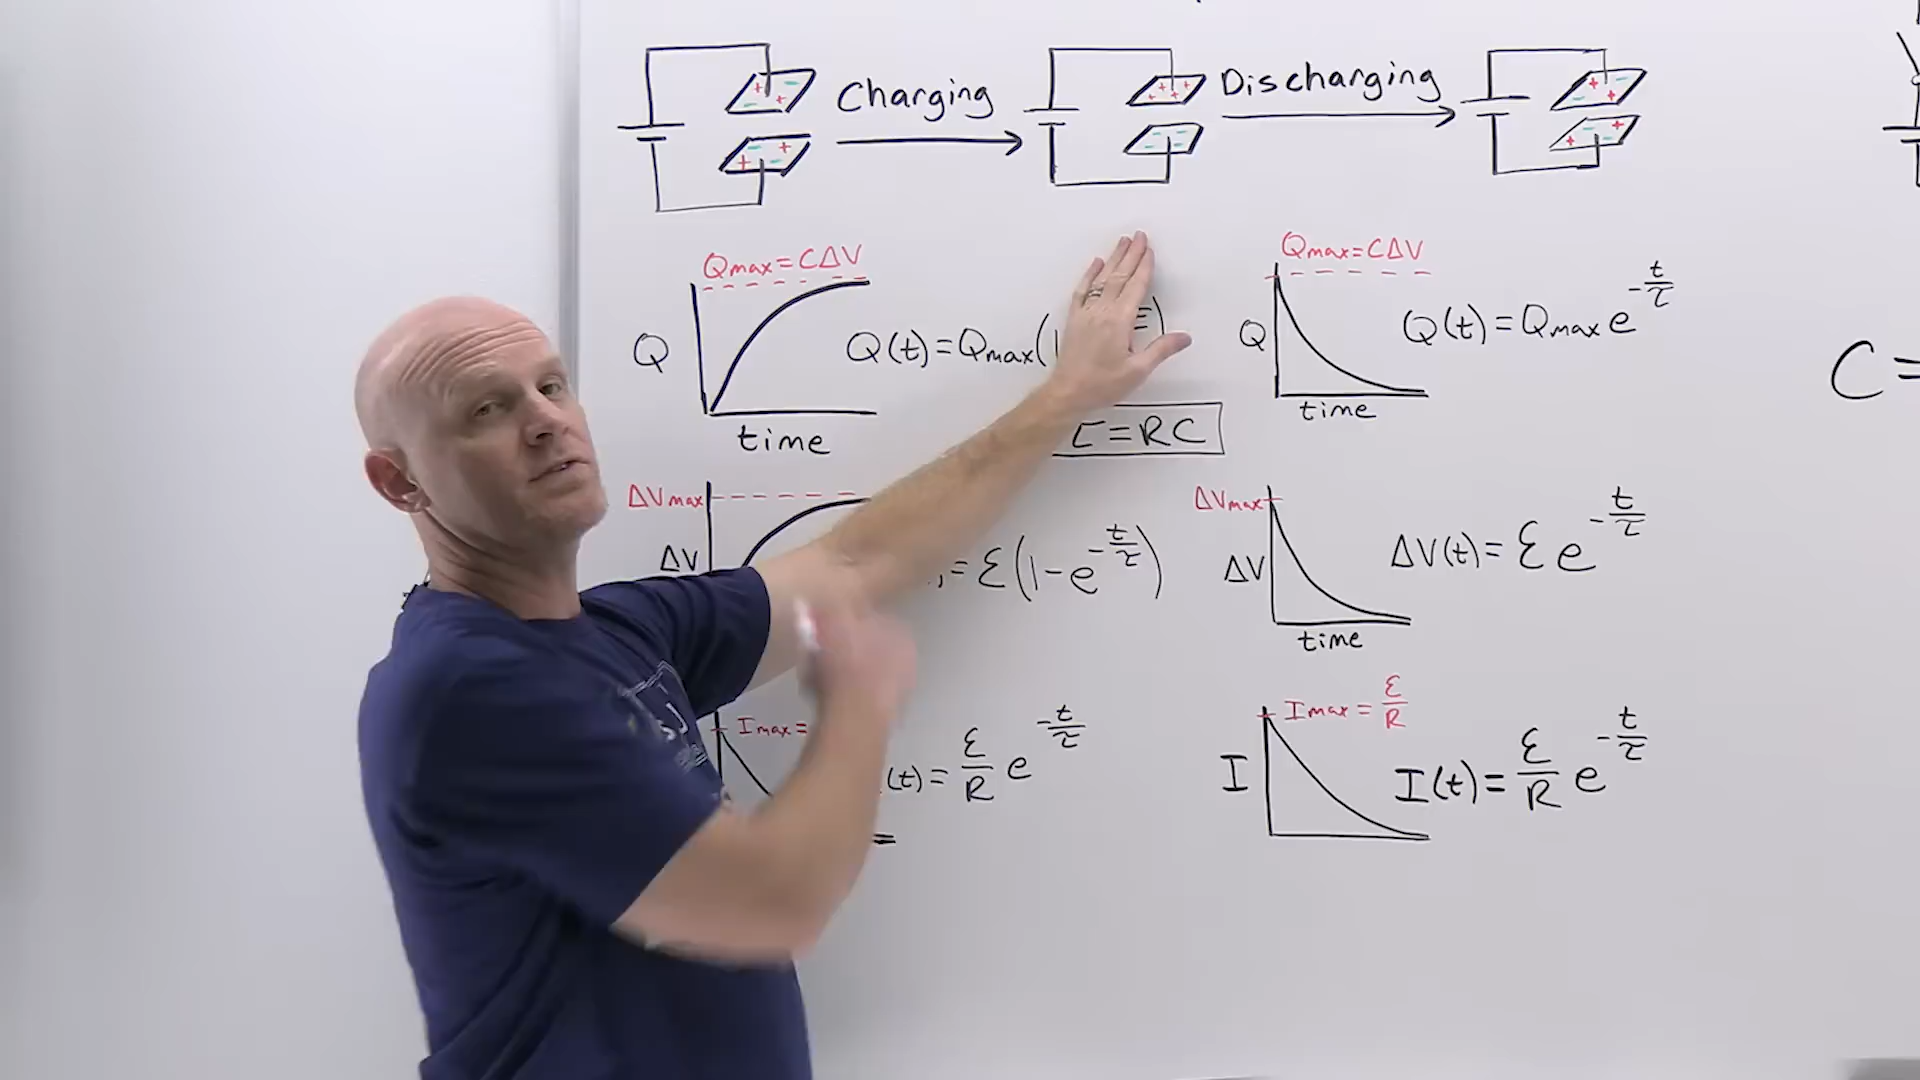 Charging
Discharging
Qmax=CΔV
Q
time
Q(t)=Qmax(1
τ=RC
Qmax=CΔV
Q
time
Q(t)=Qmax e^-t/τ
ΔVmax
ΔV
=ε(1-e^-t/τ)
ΔVmax
ΔV
time
ΔV(t)=ε e^-t/τ
Imax=
(t)=ε/R e^-t/τ
Imax=ε/R
I
I(t)=ε/R e^-t/τ
C=